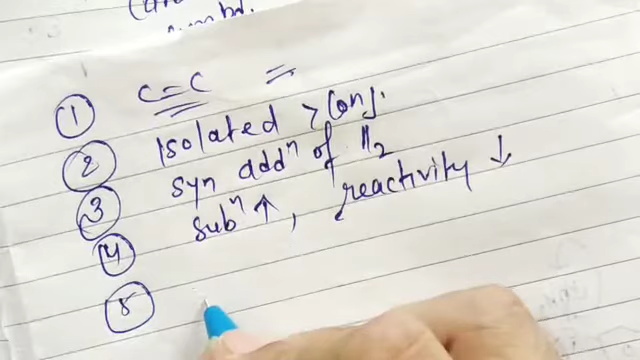 ① C=C =
② Isolated > Conj.
③ syn addⁿ of H₂
④ subⁿ ↑, reactivity ↓
⑤